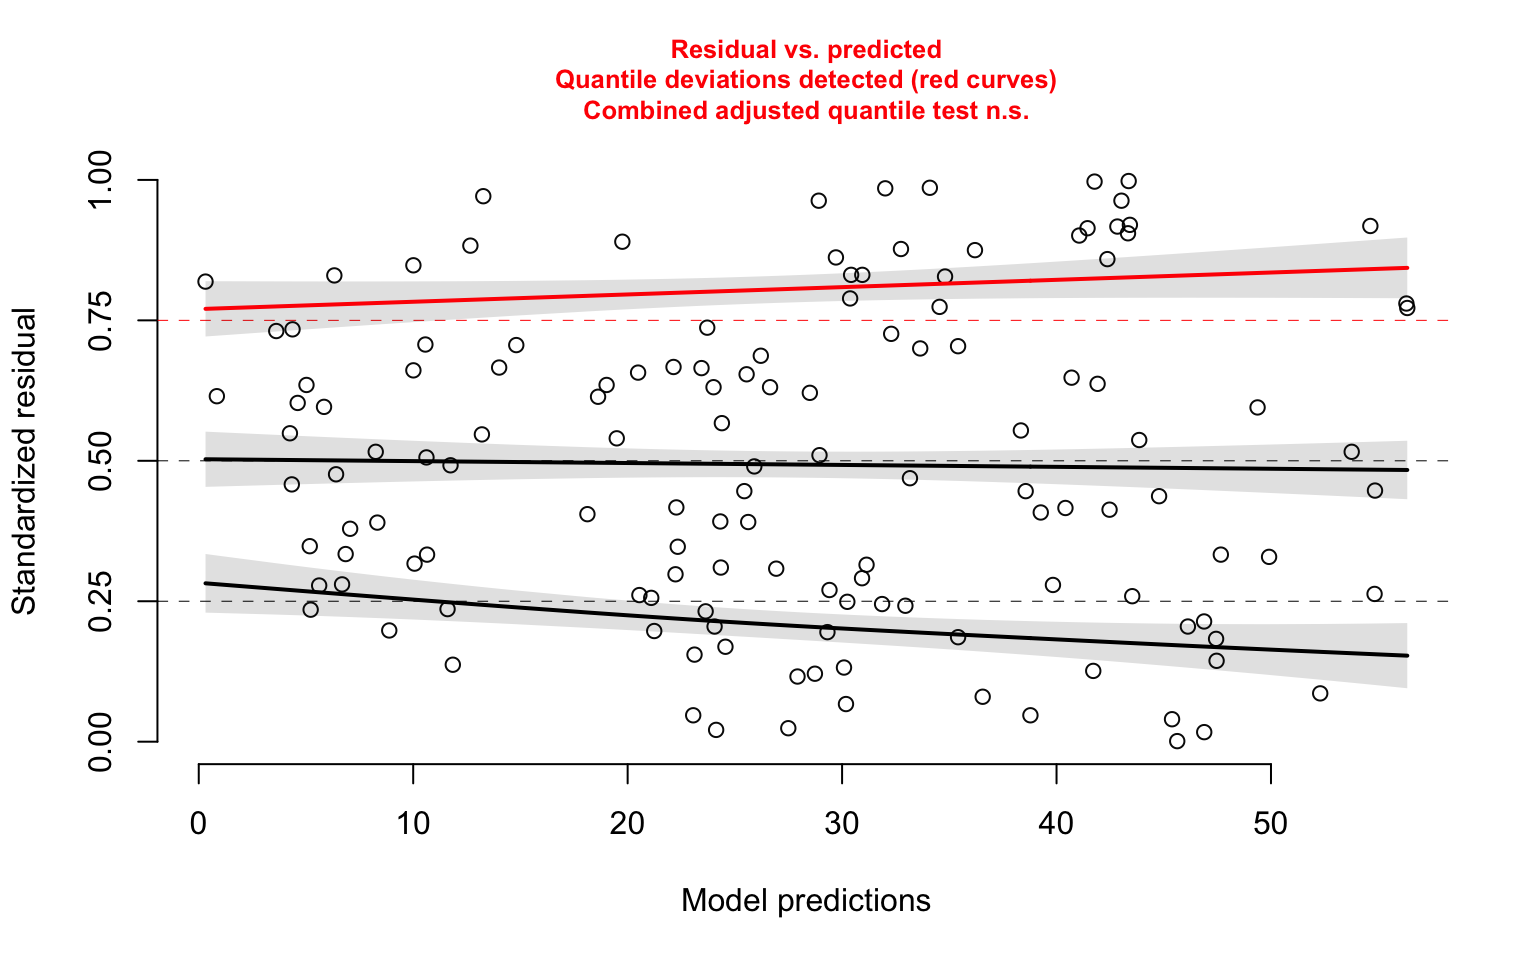 Residual vs. predicted
Quantile deviations detected (red curves)
Combined adjusted quantile test n.s.
Standardized residual
1.00
0.75
0.50
0.25
0.00
0 10 20 30 40 50
Model predictions